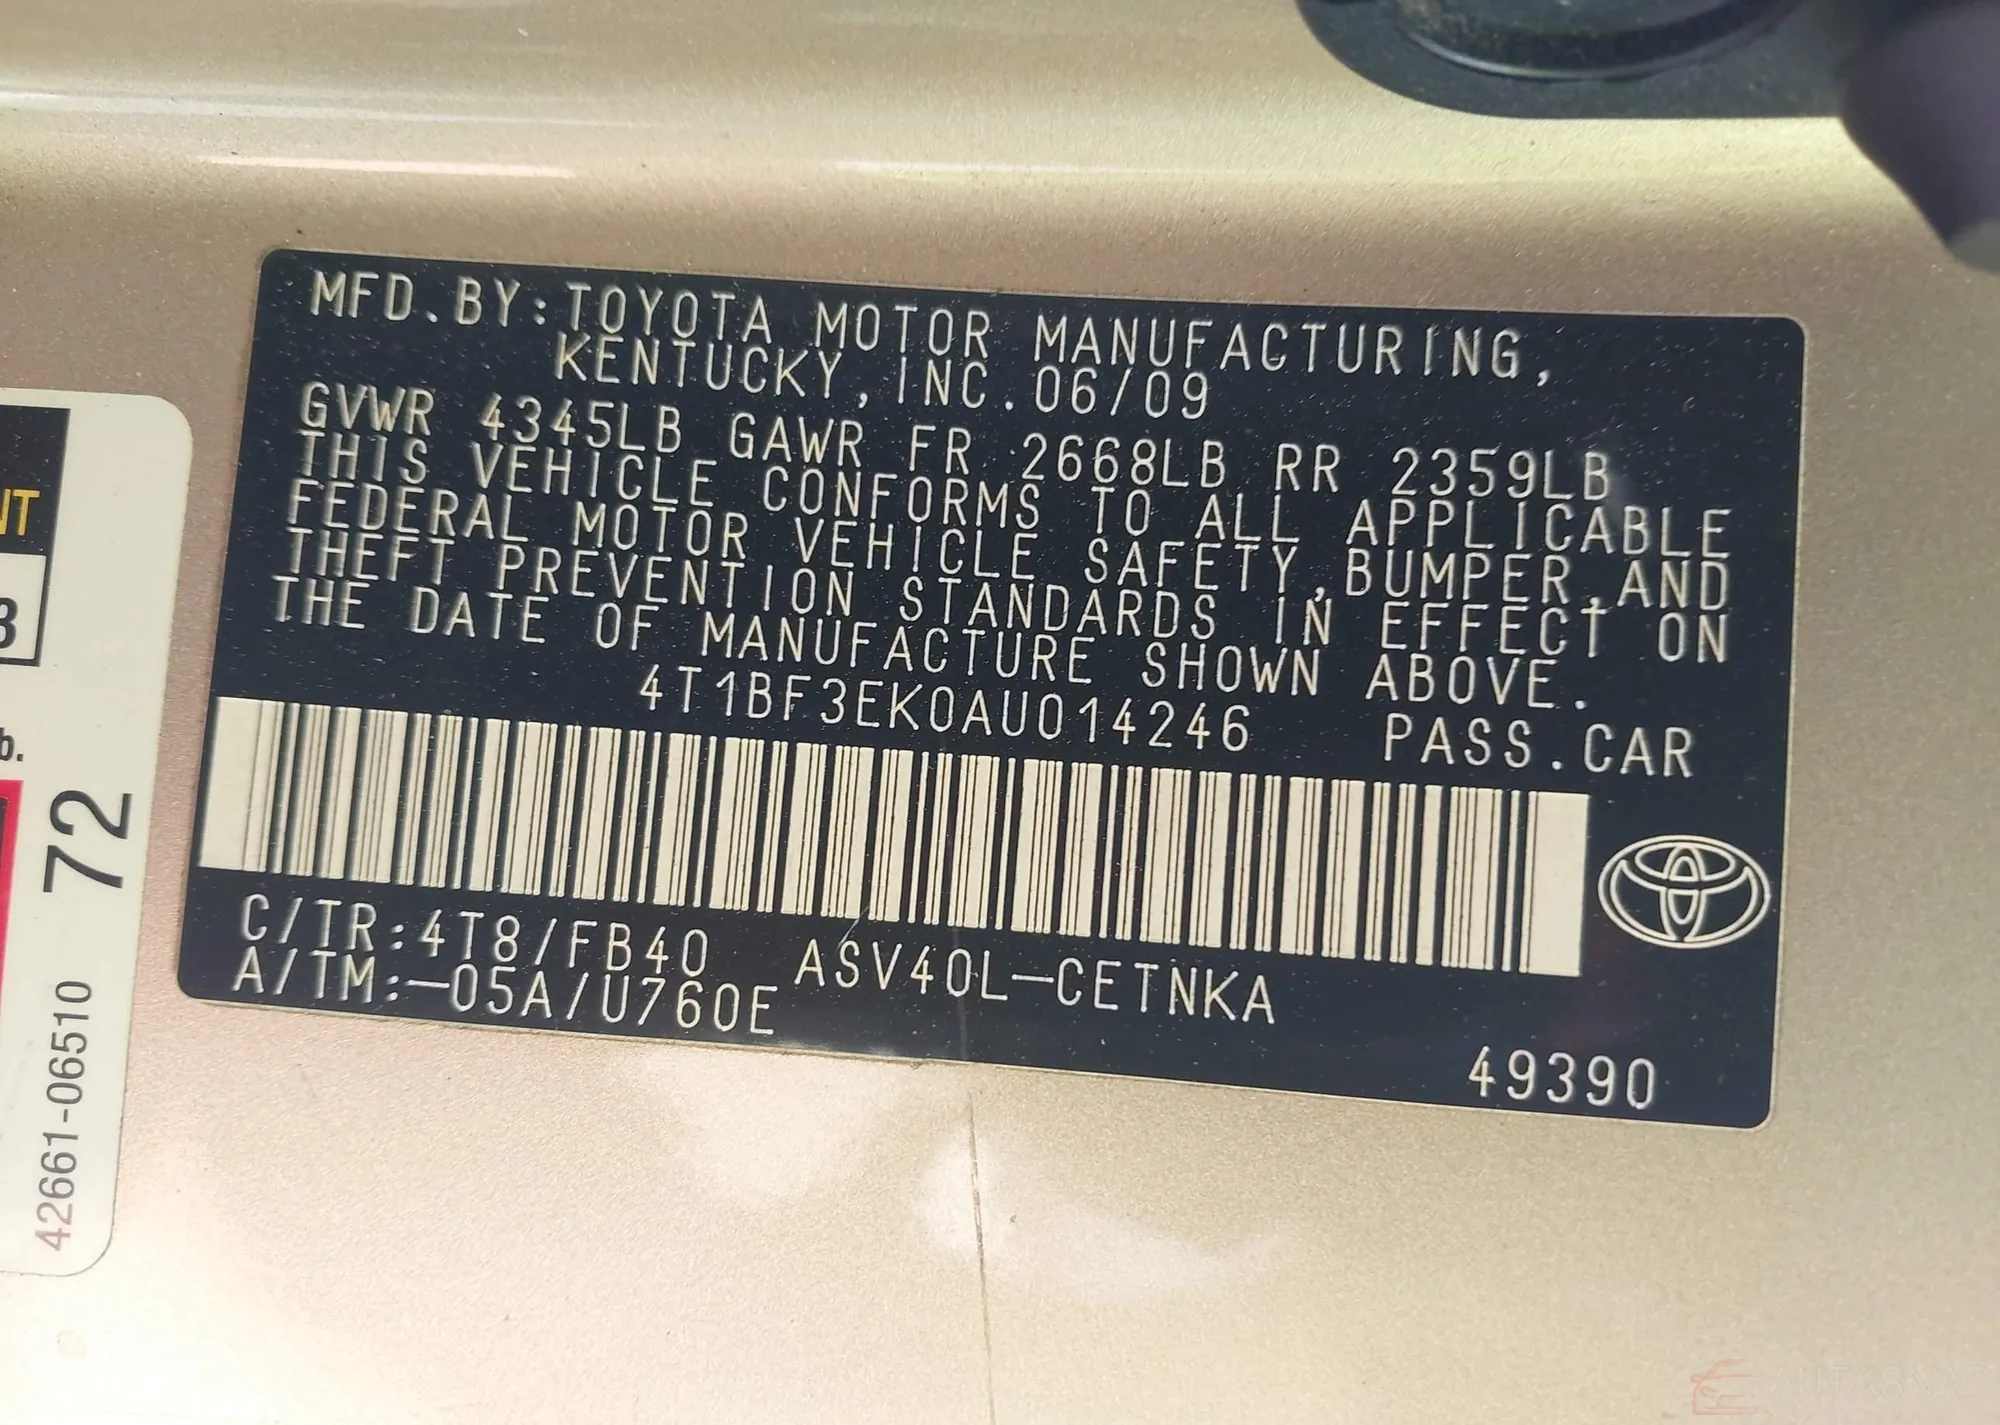 MFD.BY:TOYOTA MOTOR MANUFACTURING,
KENTUCKY,INC.06/09
GVWR 4345LB GAWR FR 2668LB RR 2359LB
THIS VEHICLE CONFORMS TO ALL APPLICABLE
FEDERAL MOTOR VEHICLE SAFETY,BUMPER,AND
THEFT PREVENTION STANDARDS IN EFFECT ON
THE DATE OF MANUFACTURE SHOWN ABOVE.
4T1BF3EK0AU014246 PASS.CAR
C/TR:4T8/FB40 ASV40L-CETNKA
A/TM:-05A/U760E
49390
NT
3
b.
72
42661-06510